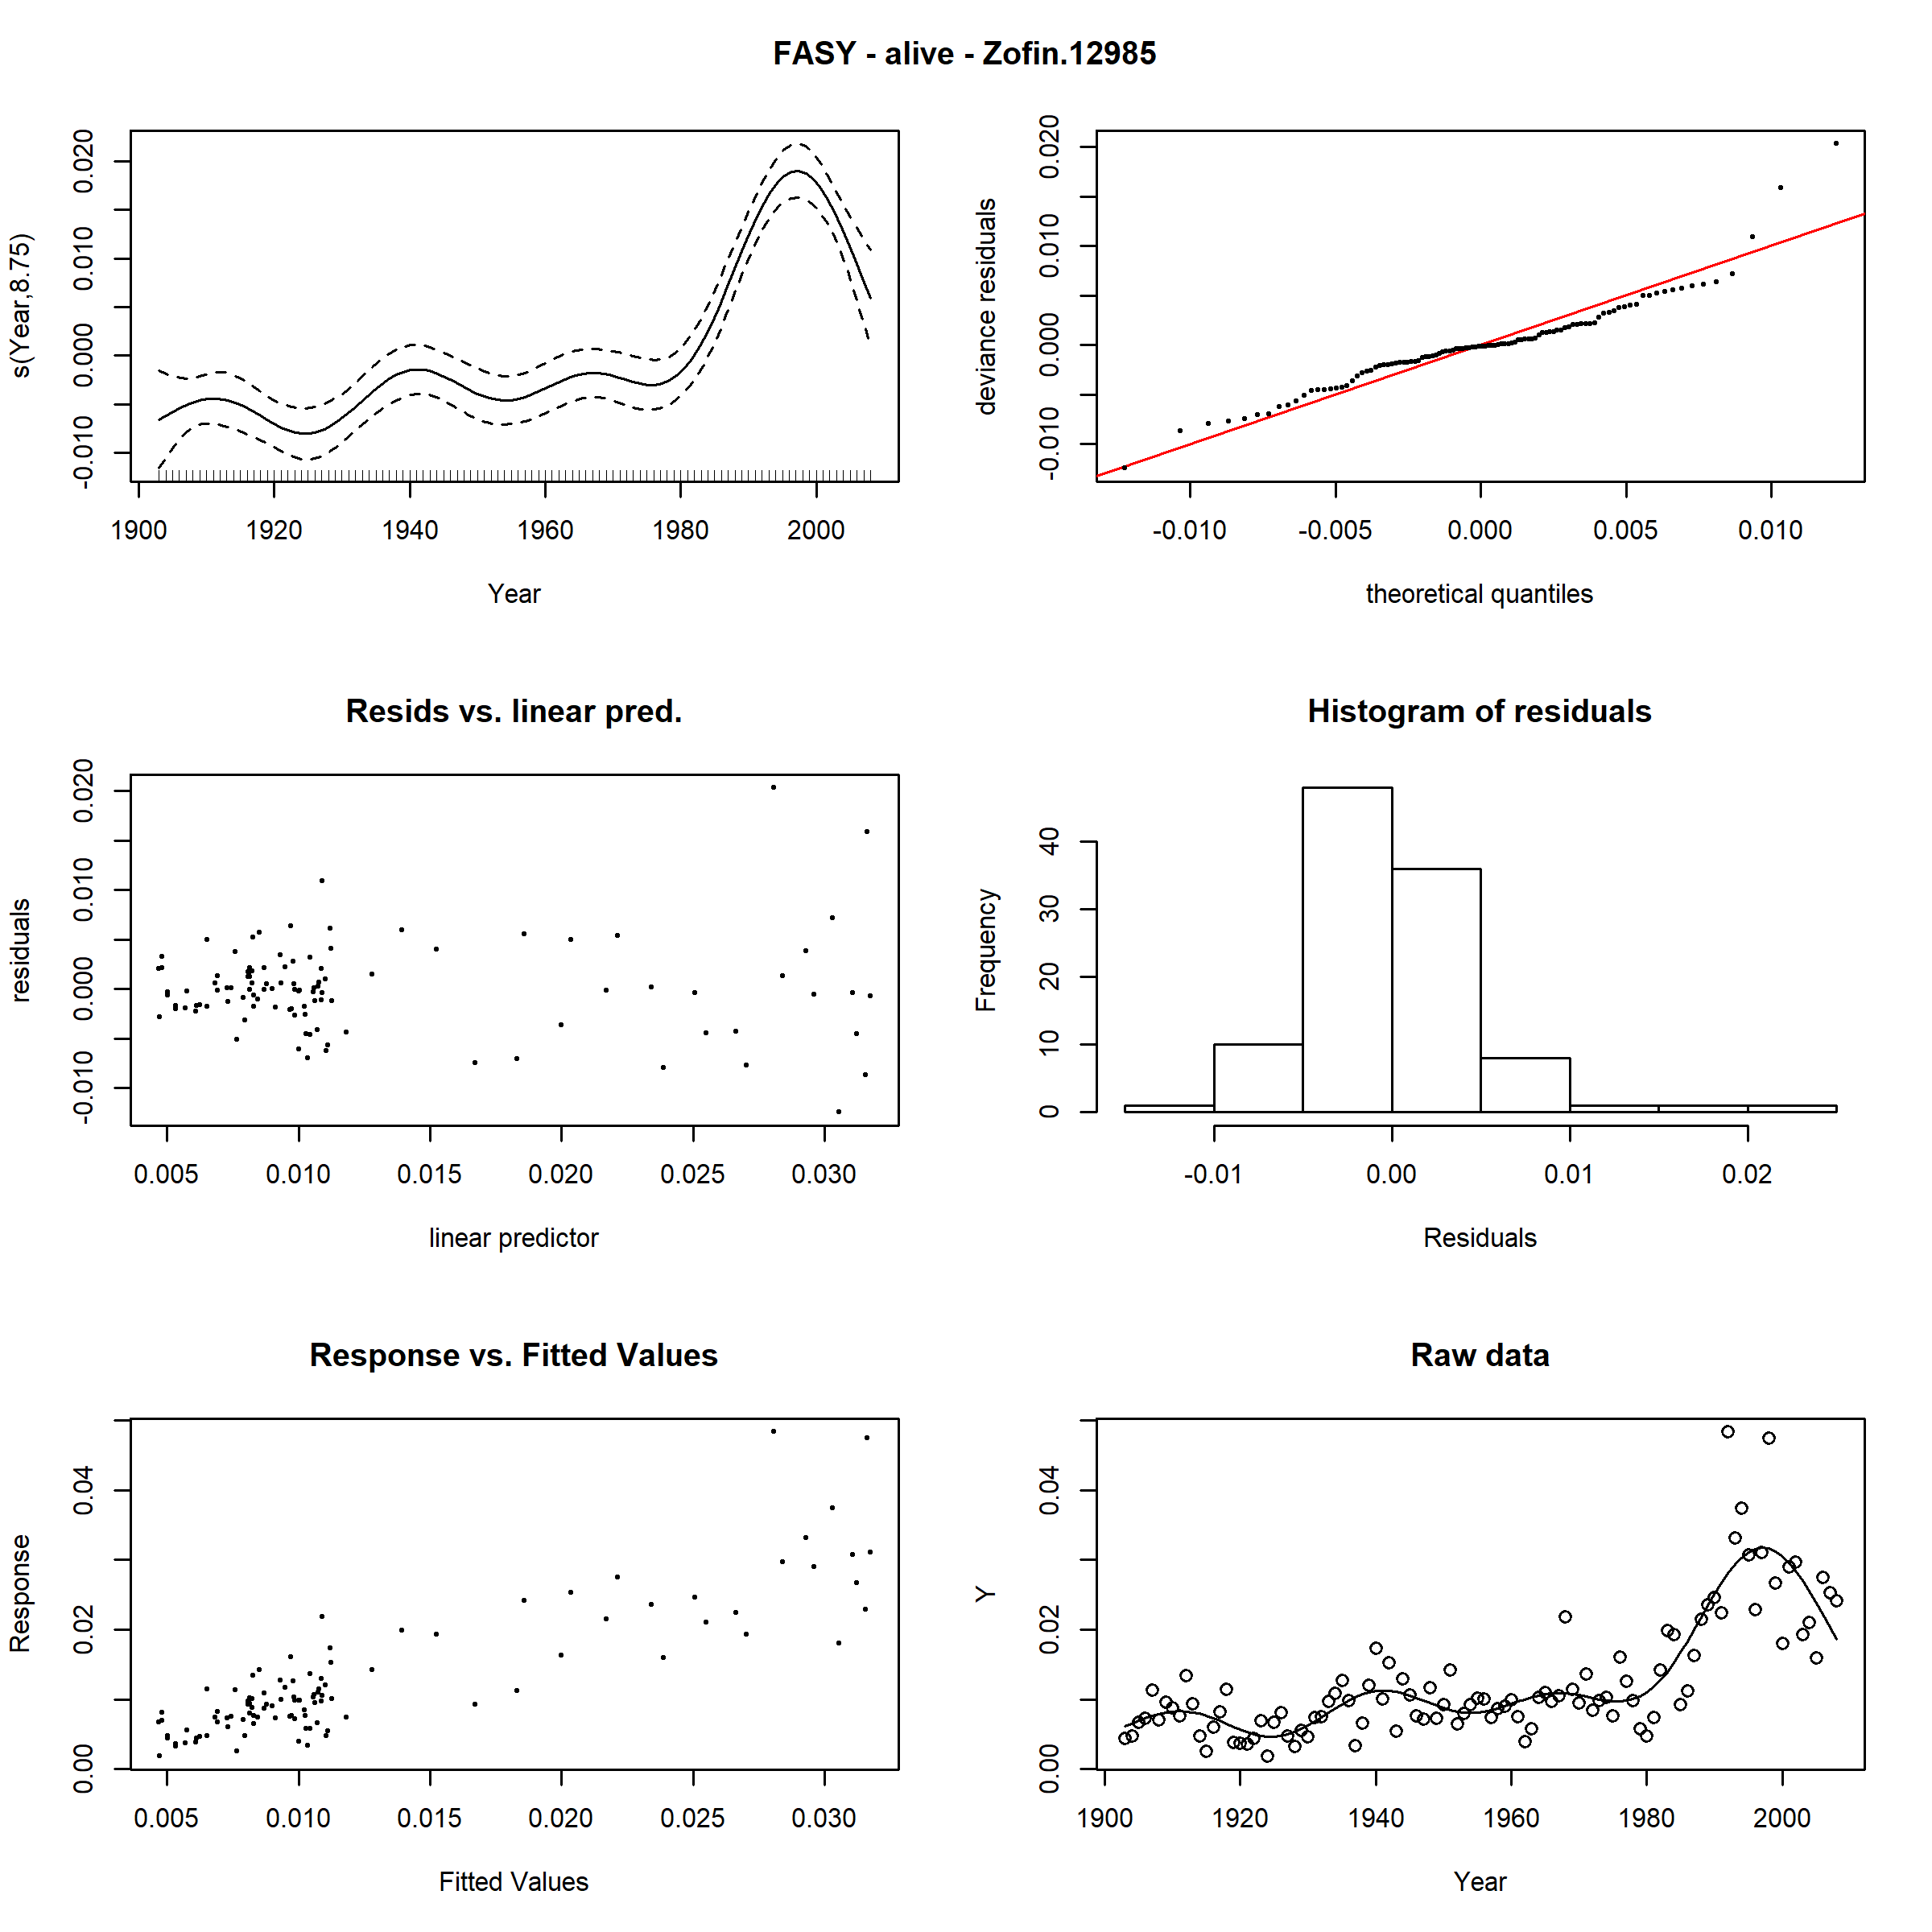 FASY - alive - Zofin.12985
s(Year,8.75)
-0.010 0.000 0.010 0.020
1900 1920 1940 1960 1980 2000
Year
deviance residuals
-0.010 0.000 0.010 0.020
-0.010 -0.005 0.000 0.005 0.010
theoretical quantiles
Resids vs. linear pred.
residuals
-0.010 0.000 0.010 0.020
0.005 0.010 0.015 0.020 0.025 0.030
linear predictor
Histogram of residuals
Frequency
0 10 20 30 40
-0.01 0.00 0.01 0.02
Residuals
Response vs. Fitted Values
Response
0.00 0.02 0.04
0.005 0.010 0.015 0.020 0.025 0.030
Fitted Values
Raw data
Y
0.00 0.02 0.04
1900 1920 1940 1960 1980 2000
Year